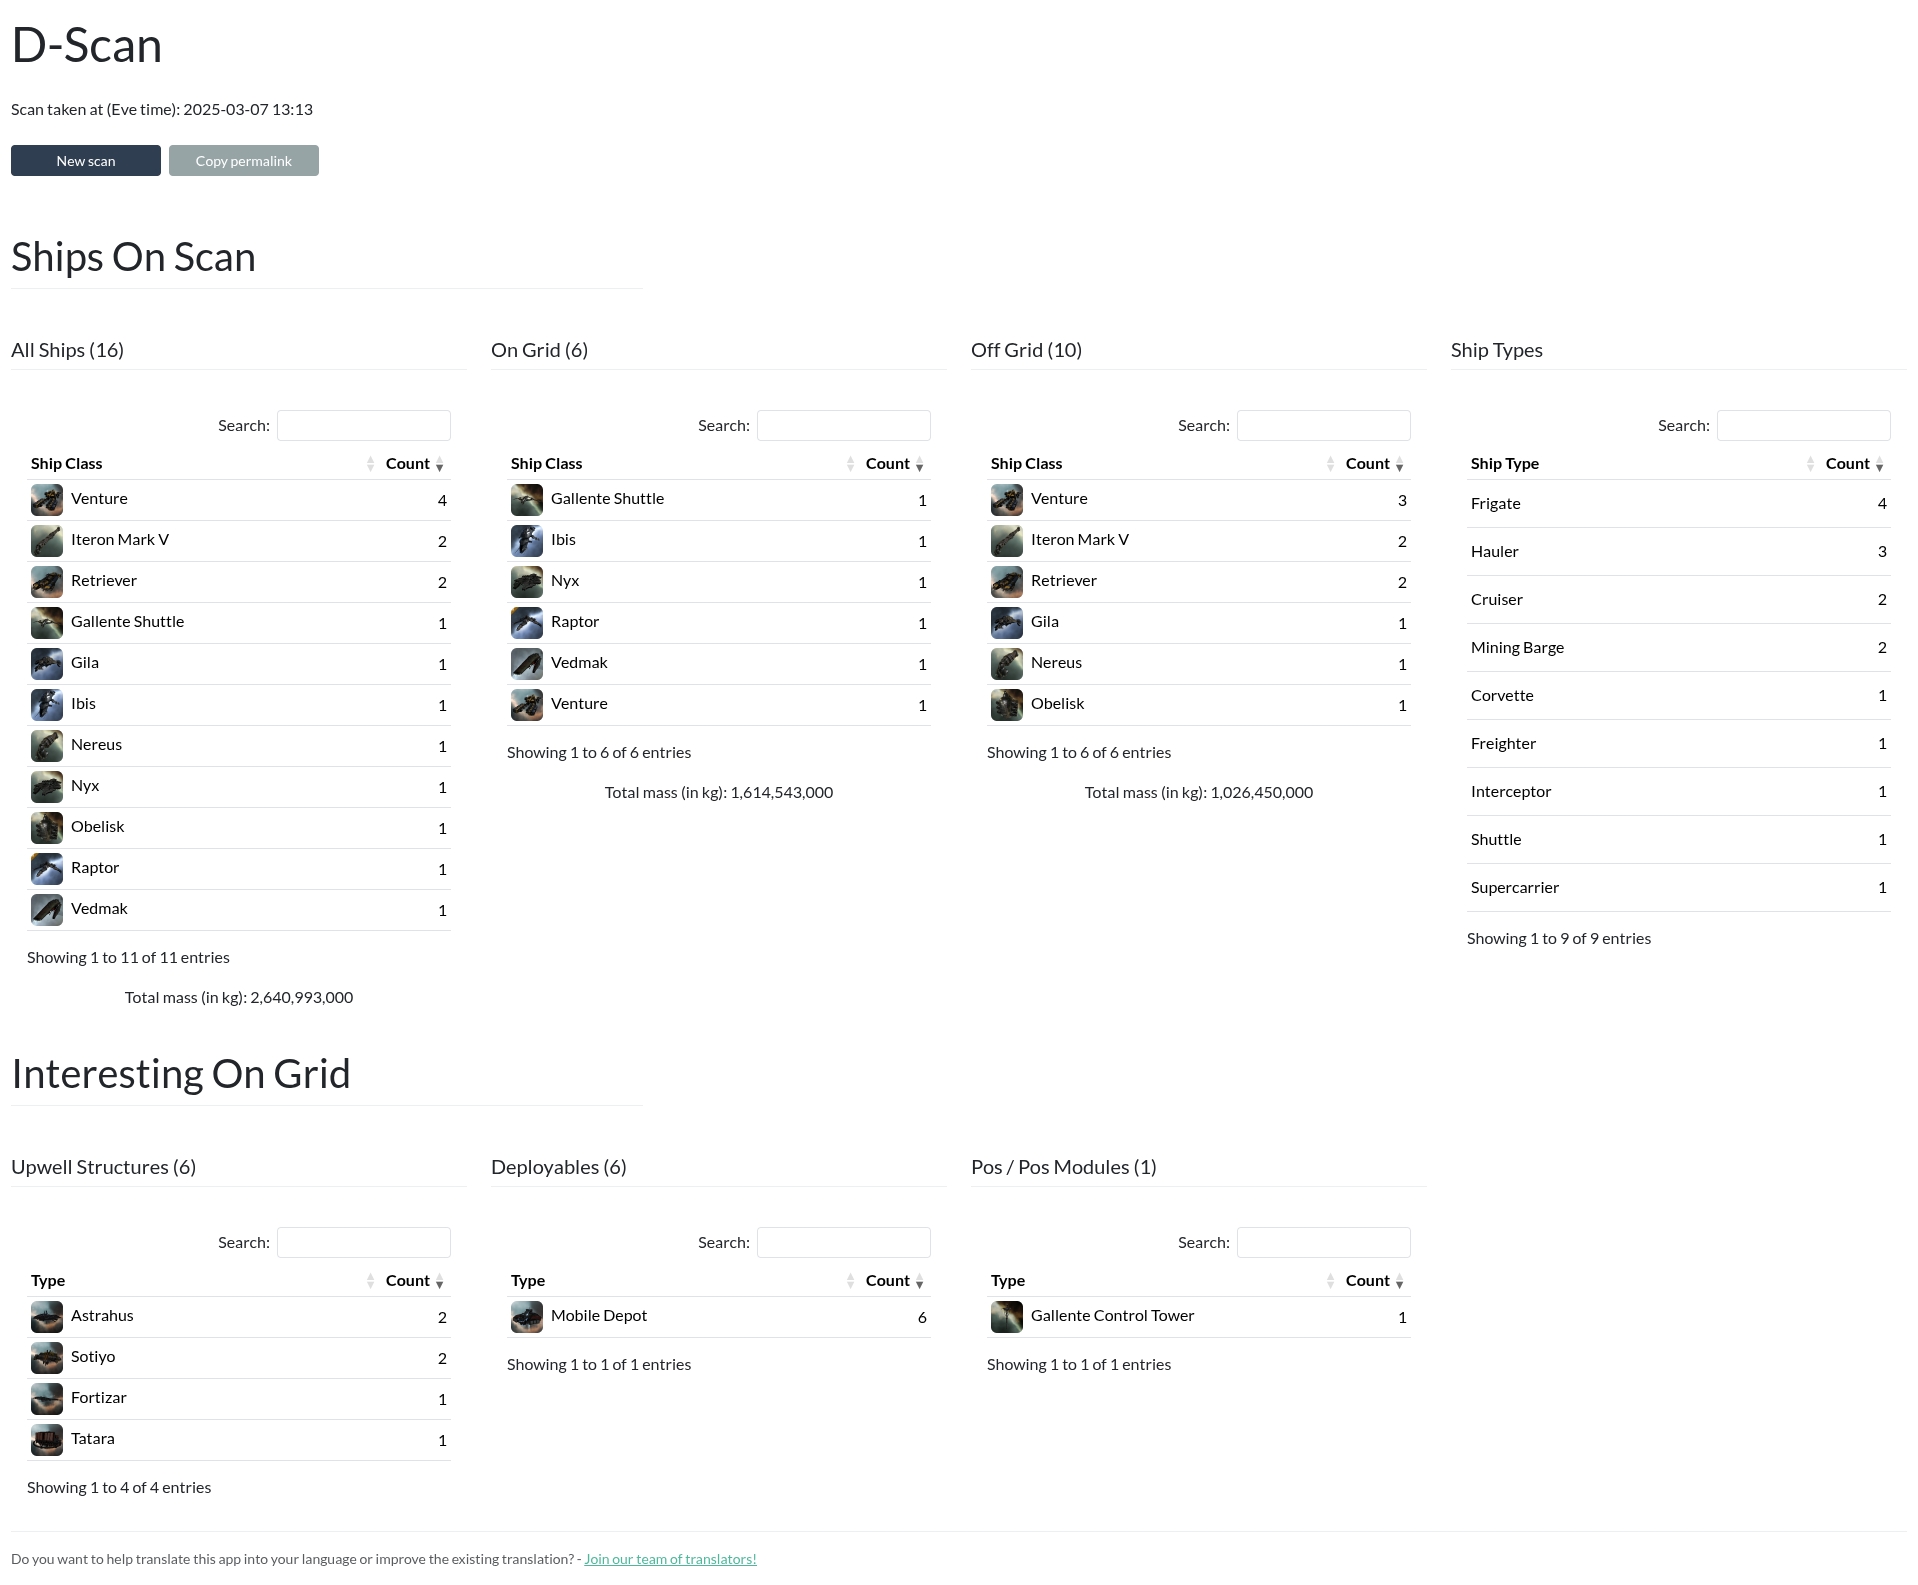 D-Scan
Scan taken at (Eve time): 2025-03-07 13:13
New scan
Copy permalink
Ships On Scan
All Ships (16)
Search:
Ship Class Count
Venture 4
Iteron Mark V 2
Retriever 2
Gallente Shuttle 1
Gila 1
Ibis 1
Nereus 1
Nyx 1
Obelisk 1
Raptor 1
Vedmak 1
Showing 1 to 11 of 11 entries
Total mass (in kg): 2,640,993,000
On Grid (6)
Search:
Ship Class Count
Gallente Shuttle 1
Ibis 1
Nyx 1
Raptor 1
Vedmak 1
Venture 1
Showing 1 to 6 of 6 entries
Total mass (in kg): 1,614,543,000
Off Grid (10)
Search:
Ship Class Count
Venture 3
Iteron Mark V 2
Retriever 2
Gila 1
Nereus 1
Obelisk 1
Showing 1 to 6 of 6 entries
Total mass (in kg): 1,026,450,000
Ship Types
Search:
Ship Type Count
Frigate 4
Hauler 3
Cruiser 2
Mining Barge 2
Corvette 1
Freighter 1
Interceptor 1
Shuttle 1
Supercarrier 1
Showing 1 to 9 of 9 entries
Interesting On Grid
Upwell Structures (6)
Search:
Type Count
Astrahus 2
Sotiyo 2
Fortizar 1
Tatara 1
Showing 1 to 4 of 4 entries
Deployables (6)
Search:
Type Count
Mobile Depot 6
Showing 1 to 1 of 1 entries
Pos / Pos Modules (1)
Search:
Type Count
Gallente Control Tower 1
Showing 1 to 1 of 1 entries
Do you want to help translate this app into your language or improve the existing translation? - Join our team of translators!